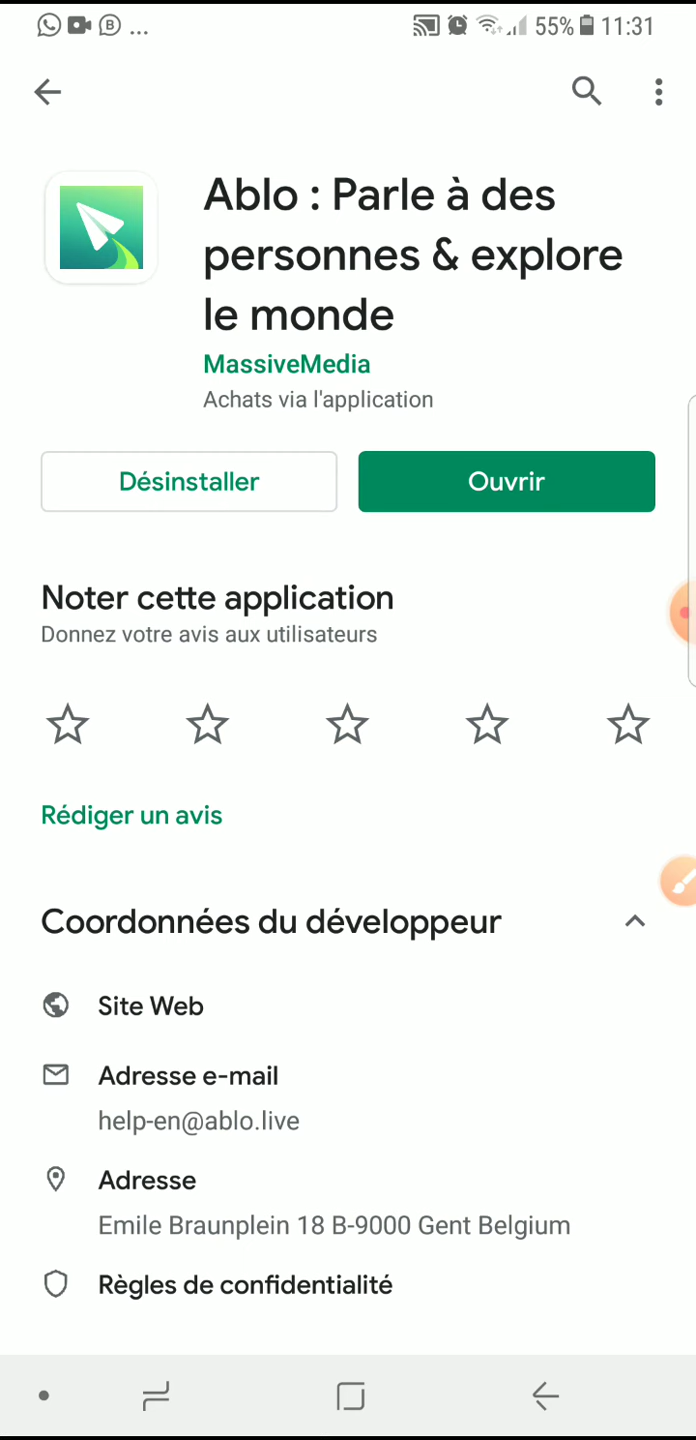 ... 55% 11:31
Ablo : Parle à des
personnes & explore
le monde
MassiveMedia
Achats via l'application
Désinstaller Ouvrir
Noter cette application
Donnez votre avis aux utilisateurs
Rédiger un avis
Coordonnées du développeur
Site Web
Adresse e-mail
help-en@ablo.live
Adresse
Emile Braunplein 18 B-9000 Gent Belgium
Règles de confidentialité